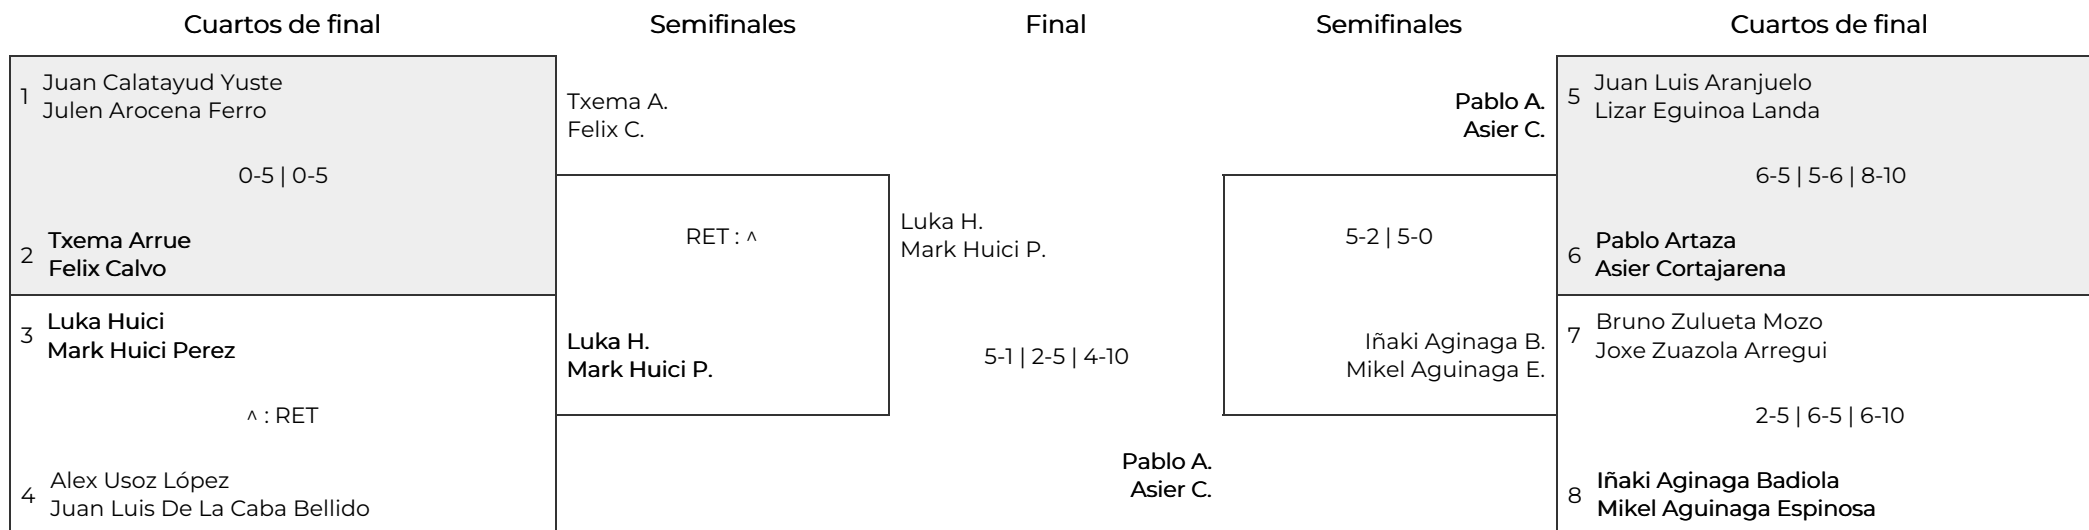 Cuartos de final
Semifinales
Final
Semifinales
Cuartos de final
1
Juan Calatayud Yuste
Julen Arocena Ferro
0-5 | 0-5
2
Txema Arrue
Felix Calvo
3
Luka Huici
Mark Huici Perez
^ : RET
4
Alex Usoz López
Juan Luis De La Caba Bellido
Txema A.
Felix C.
RET : ^
Luka H.
Mark Huici P.
Luka H.
Mark Huici P.
5-1 | 2-5 | 4-10
Pablo A.
Asier C.
Pablo A.
Asier C.
5-2 | 5-0
Iñaki Aginaga B.
Mikel Aguinaga E.
5
Juan Luis Aranjuelo
Lizar Eguinoa Landa
6-5 | 5-6 | 8-10
6
Pablo Artaza
Asier Cortajarena
7
Bruno Zulueta Mozo
Joxe Zuazola Arregui
2-5 | 6-5 | 6-10
8
Iñaki Aginaga Badiola
Mikel Aguinaga Espinosa